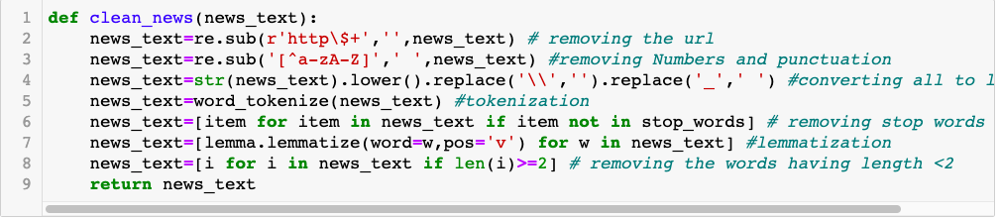 1 def clean_news(news_text):
2 news_text=re.sub(r'http\$+','',news_text) # removing the url
3 news_text=re.sub('[^a-zA-Z]',' ',news_text) #removing Numbers and punctuation
4 news_text=str(news_text).lower().replace('\\','').replace('_',' ') #converting all to l
5 news_text=word_tokenize(news_text) #tokenization
6 news_text=[item for item in news_text if item not in stop_words] # removing stop words
7 news_text=[lemma.lemmatize(word=w,pos='v') for w in news_text] #lemmatization
8 news_text=[i for i in news_text if len(i)>=2] # removing the words having length <2
9 return news_text